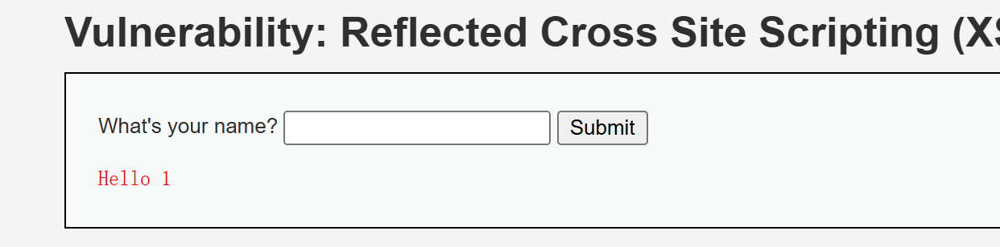 Vulnerability: Reflected Cross Site Scripting (XS
What's your name? Submit
Hello 1